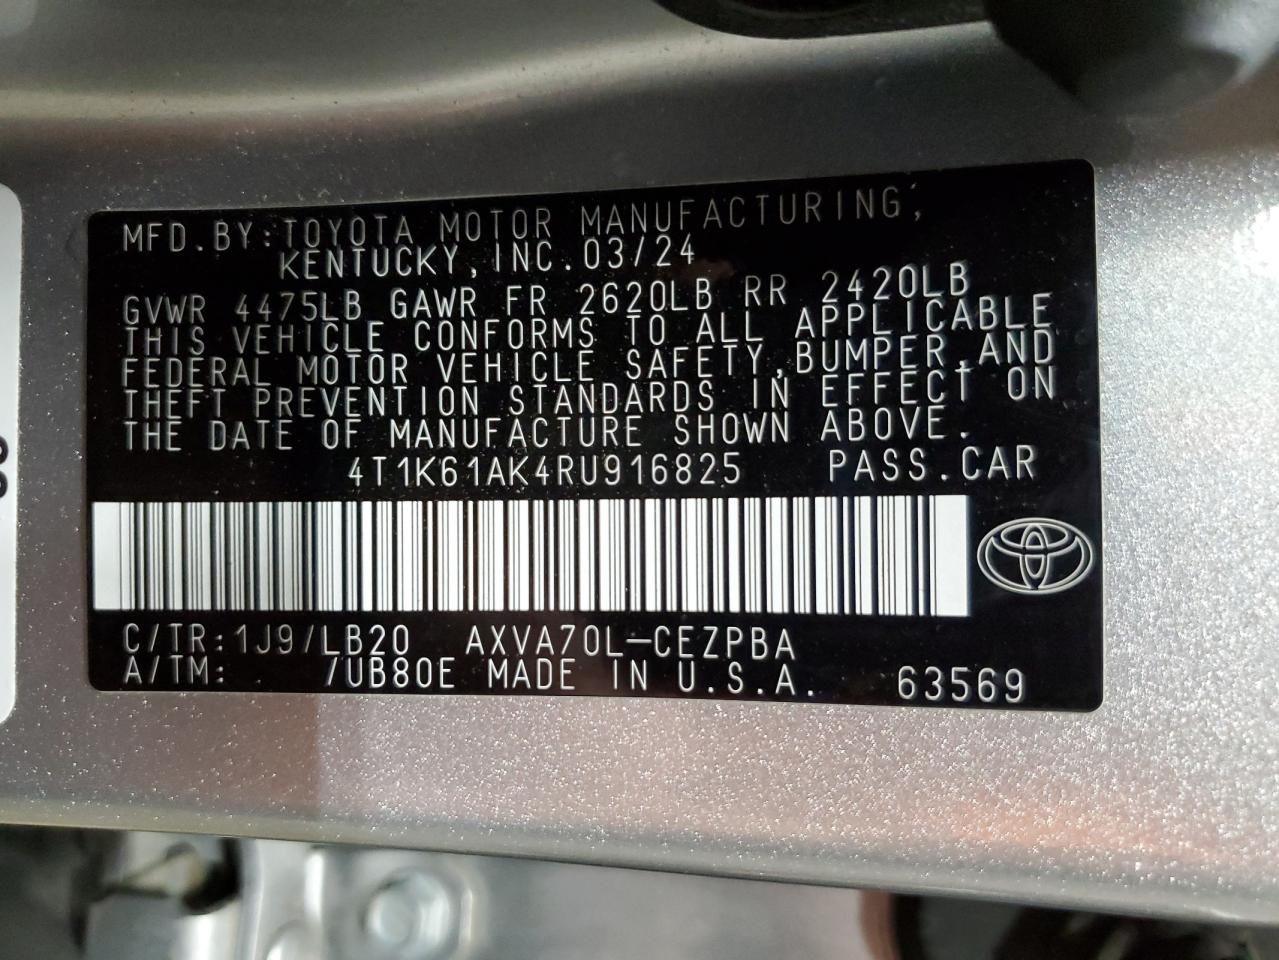 MFD.BY:TOYOTA MOTOR MANUFACTURING,
KENTUCKY,INC.03/24
GVWR 4475LB GAWR FR 2620LB RR 2420LB
THIS VEHICLE CONFORMS TO ALL APPLICABLE
FEDERAL MOTOR VEHICLE SAFETY,BUMPER,AND
THEFT PREVENTION STANDARDS IN EFFECT ON
THE DATE OF MANUFACTURE SHOWN ABOVE.
4T1K61AK4RU916825 PASS.CAR
C/TR:1J9/LB20 AXVA70L-CEZPBA
A/TM: /UB80E MADE IN U.S.A. 63569